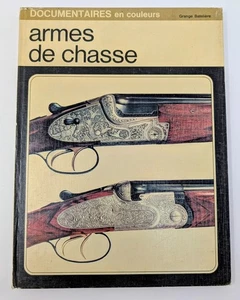 DOCUMENTAIRES en couleurs
Grange Batelière
armes
de chasse